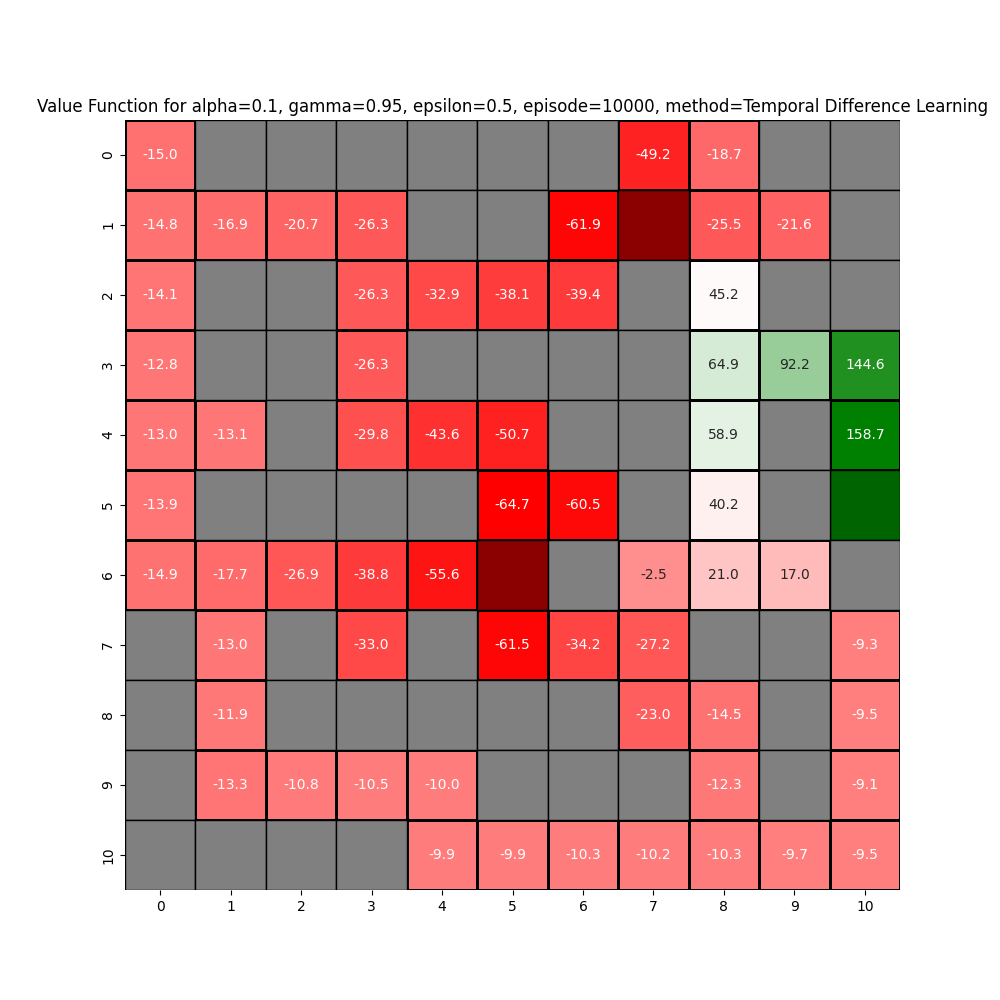 Value Function for alpha=0.1, gamma=0.95, epsilon=0.5, episode=10000, method=Temporal Difference Learning
0 -15.0 -49.2 -18.7
1 -14.8 -16.9 -20.7 -26.3 -61.9 -25.5 -21.6
2 -14.1 -26.3 -32.9 -38.1 -39.4 45.2
3 -12.8 -26.3 64.9 92.2 144.6
4 -13.0 -13.1 -29.8 -43.6 -50.7 58.9 158.7
5 -13.9 -64.7 -60.5 40.2
6 -14.9 -17.7 -26.9 -38.8 -55.6 -2.5 21.0 17.0
7 -13.0 -33.0 -61.5 -34.2 -27.2 -9.3
8 -11.9 -23.0 -14.5 -9.5
9 -13.3 -10.8 -10.5 -10.0 -12.3 -9.1
10 -9.9 -9.9 -10.3 -10.2 -10.3 -9.7 -9.5
0 1 2 3 4 5 6 7 8 9 10